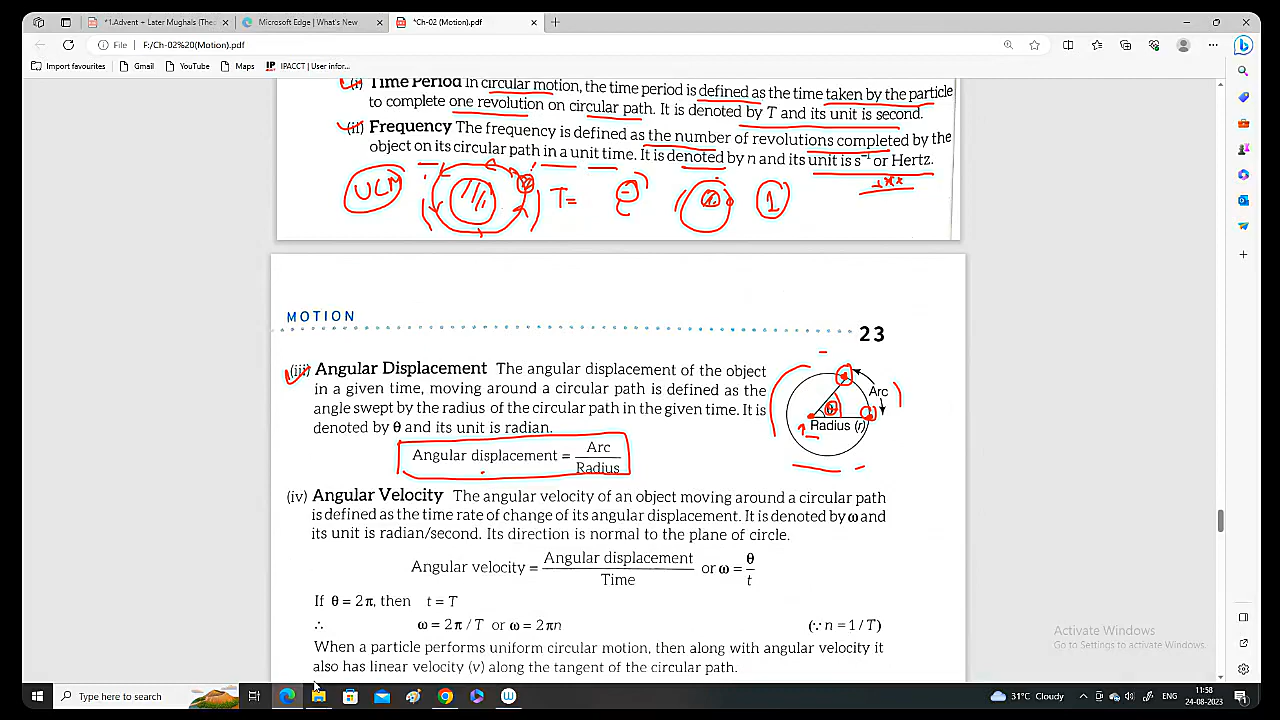 *1.Advent + Later Mughals (The
Microsoft Edge | What's New
*Ch-02 (Motion).pdf
File
F:/Ch-02%20(Motion).pdf
Import favourites
Gmail
YouTube
Maps
IPACCT | User infor...
(i) Time Period In circular motion, the time period is defined as the time taken by the particle
to complete one revolution on circular path. It is denoted by T and its unit is second.
(ii) Frequency The frequency is defined as the number of revolutions completed by the
object on its circular path in a unit time. It is denoted by n and its unit is s⁻¹ or Hertz.
UCM
T=
1
MOTION
23
(iii) Angular Displacement The angular displacement of the object
in a given time, moving around a circular path is defined as the
angle swept by the radius of the circular path in the given time. It is
denoted by θ and its unit is radian.
Angular displacement = Arc / Radius
Arc
θ
Radius (r)
(iv) Angular Velocity The angular velocity of an object moving around a circular path
is defined as the time rate of change of its angular displacement. It is denoted by ω and
its unit is radian/second. Its direction is normal to the plane of circle.
Angular velocity = Angular displacement / Time or ω = θ / t
If θ = 2π, then t = T
∴ ω = 2π / T or ω = 2πn (∵ n = 1 / T)
When a particle performs uniform circular motion, then along with angular velocity it
also has linear velocity (v) along the tangent of the circular path.
Activate Windows
Go to Settings to activate Windows.
Type here to search
31°C Cloudy
ENG
11:58
24-08-2023